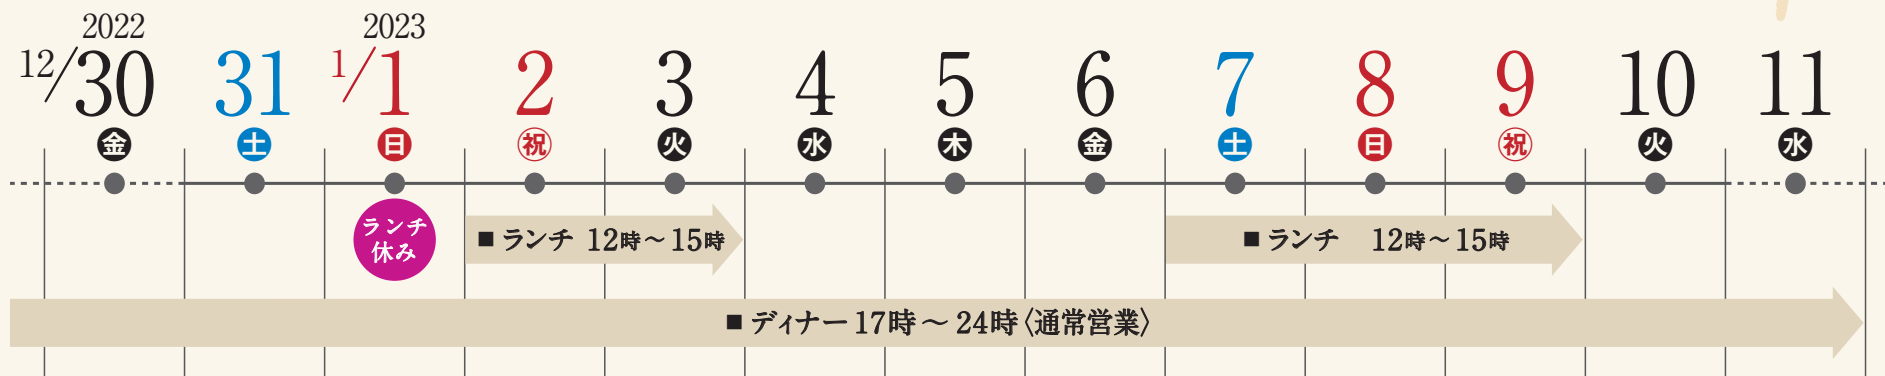 2022 2023
12/30 31 1/1 2 3 4 5 6 7 8 9 10 11
金 土 日 祝 火 水 木 金 土 日 祝 火 水
ランチ
休み
■ ランチ 12時～15時 ■ ランチ 12時～15時
■ ディナー 17時～24時〈通常営業〉